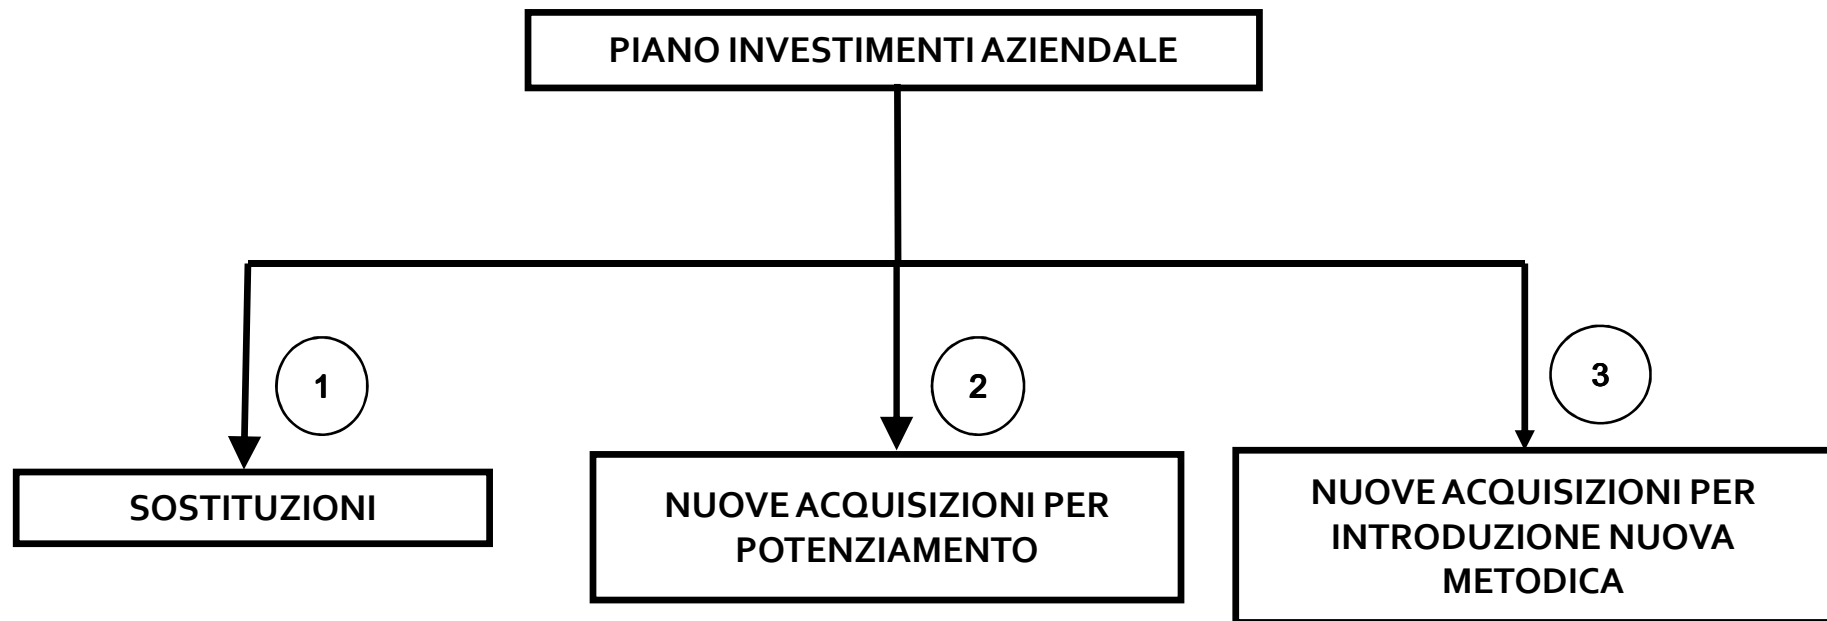 PIANO INVESTIMENTI AZIENDALE
1
2
3
SOSTITUZIONI
NUOVE ACQUISIZIONI PER
POTENZIAMENTO
NUOVE ACQUISIZIONI PER
INTRODUZIONE NUOVA
METODICA